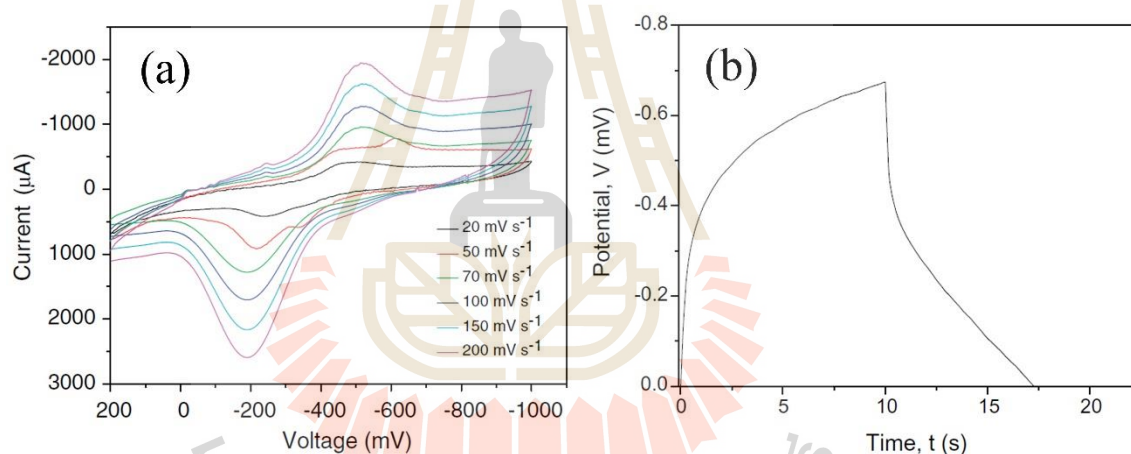 (a)
-2000
-1000
0
1000
2000
3000
Current (µA)
200
0
-200
-400
-600
-800
-1000
Voltage (mV)
20 mV s⁻¹
50 mV s⁻¹
70 mV s⁻¹
100 mV s⁻¹
150 mV s⁻¹
200 mV s⁻¹
(b)
-0.8
-0.6
-0.4
-0.2
0.0
Potential, V (mV)
0
5
10
15
20
Time, t (s)